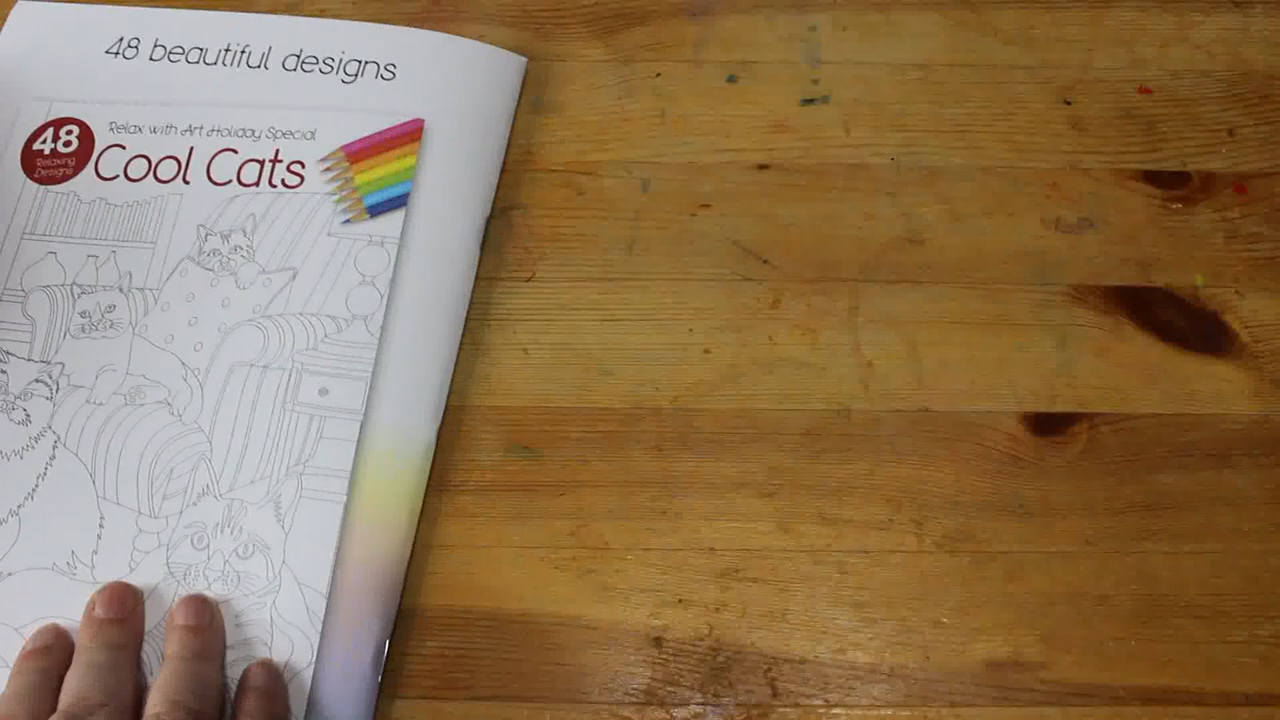 48 beautiful designs
Relax with Art Holiday Special
48
Relaxing
Designs
Cool Cats